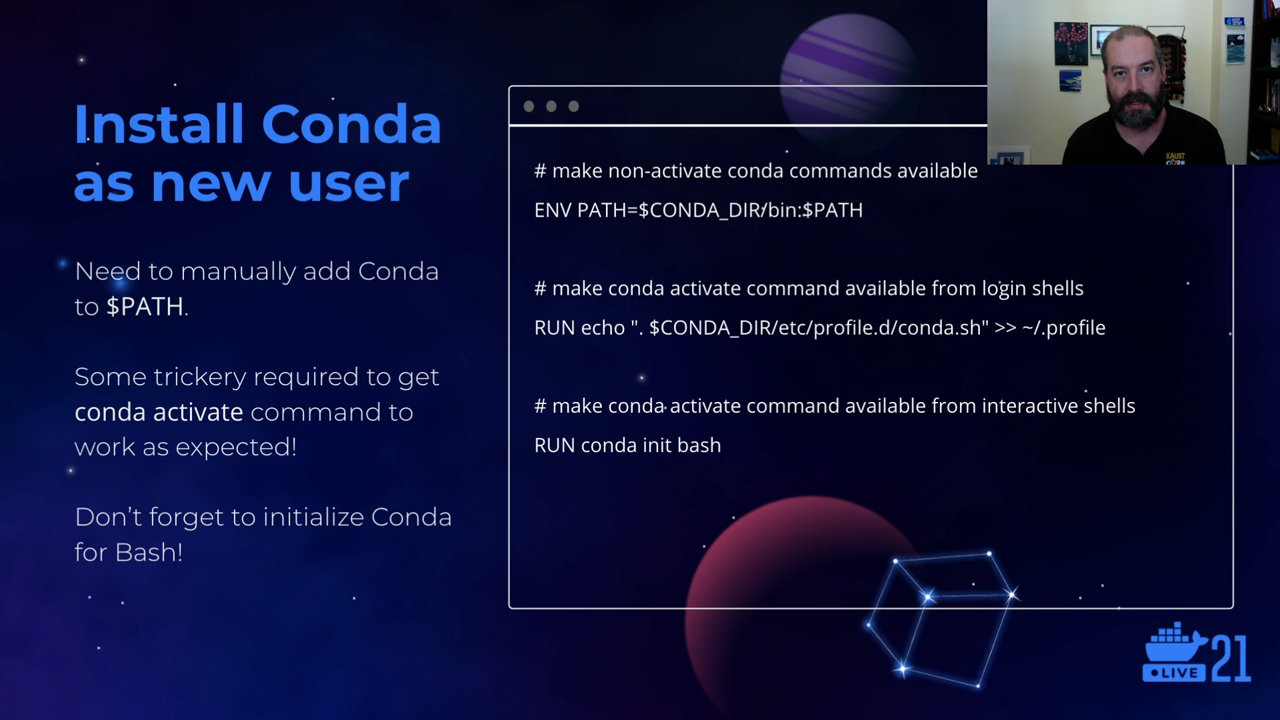 Install Conda
as new user
Need to manually add Conda
to $PATH.
Some trickery required to get
conda activate command to
work as expected!
Don’t forget to initialize Conda
for Bash!
# make non-activate conda commands available
ENV PATH=$CONDA_DIR/bin:$PATH
# make conda activate command available from login shells
RUN echo ". $CONDA_DIR/etc/profile.d/conda.sh" >> ~/.profile
# make conda activate command available from interactive shells
RUN conda init bash
KAUST
LIVE 21